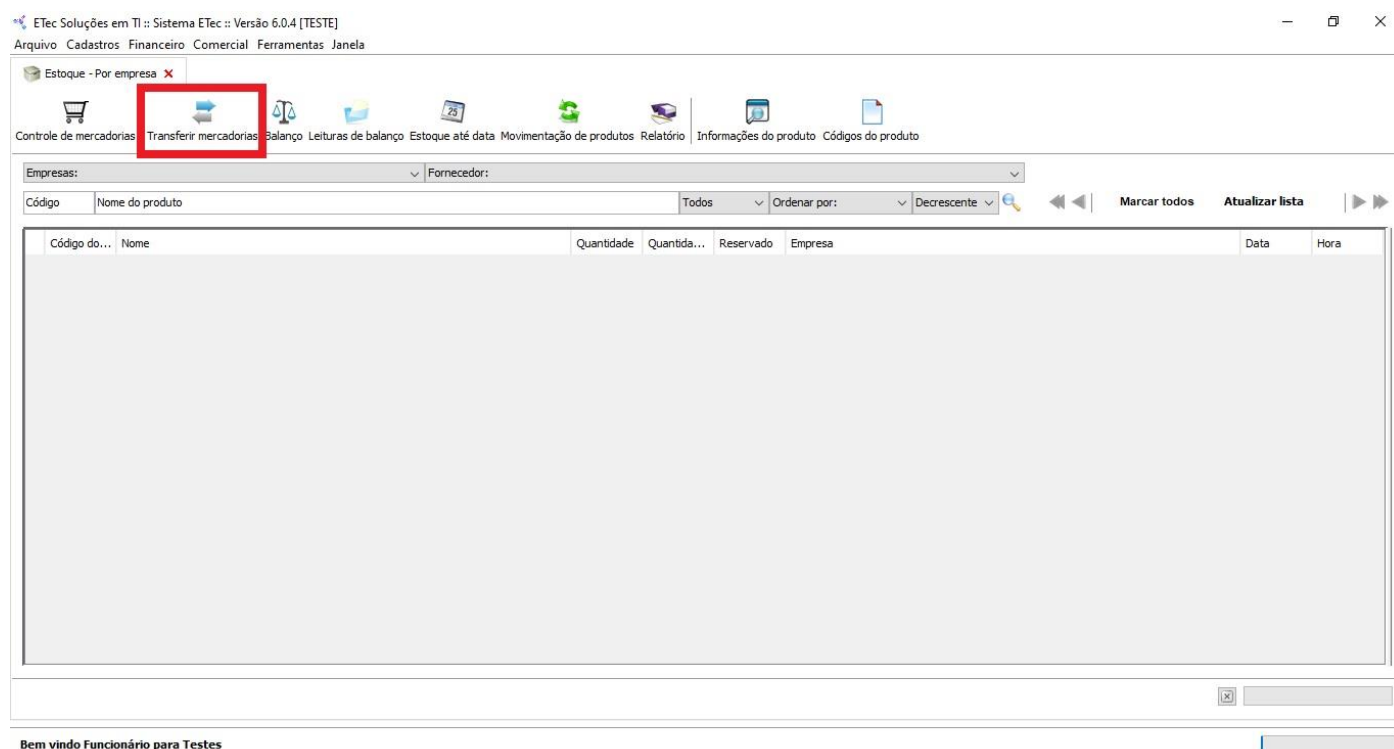 ETec Soluções em TI :: Sistema ETec :: Versão 6.0.4 [TESTE]
Arquivo Cadastros Financeiro Comercial Ferramentas Janela
Estoque - Por empresa
25
Controle de mercadorias Transferir mercadorias Balanço Leituras de balanço Estoque até data Movimentação de produtos Relatório Informações do produto Códigos do produto
Empresas: Fornecedor:
Código Nome do produto Todos Ordenar por: Decrescente Marcar todos Atualizar lista
Código do... Nome Quantidade Quantida... Reservado Empresa Data Hora
Bem vindo Funcionário para Testes